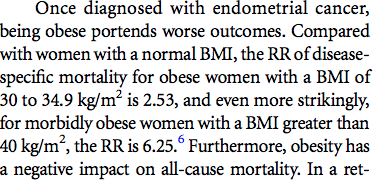 Once diagnosed with endometrial cancer,
being obese portends worse outcomes. Compared
with women with a normal BMI, the RR of disease-
specific mortality for obese women with a BMI of
30 to 34.9 kg/m² is 2.53, and even more strikingly,
for morbidly obese women with a BMI greater than
40 kg/m², the RR is 6.25.⁶ Furthermore, obesity has
a negative impact on all-cause mortality. In a ret-